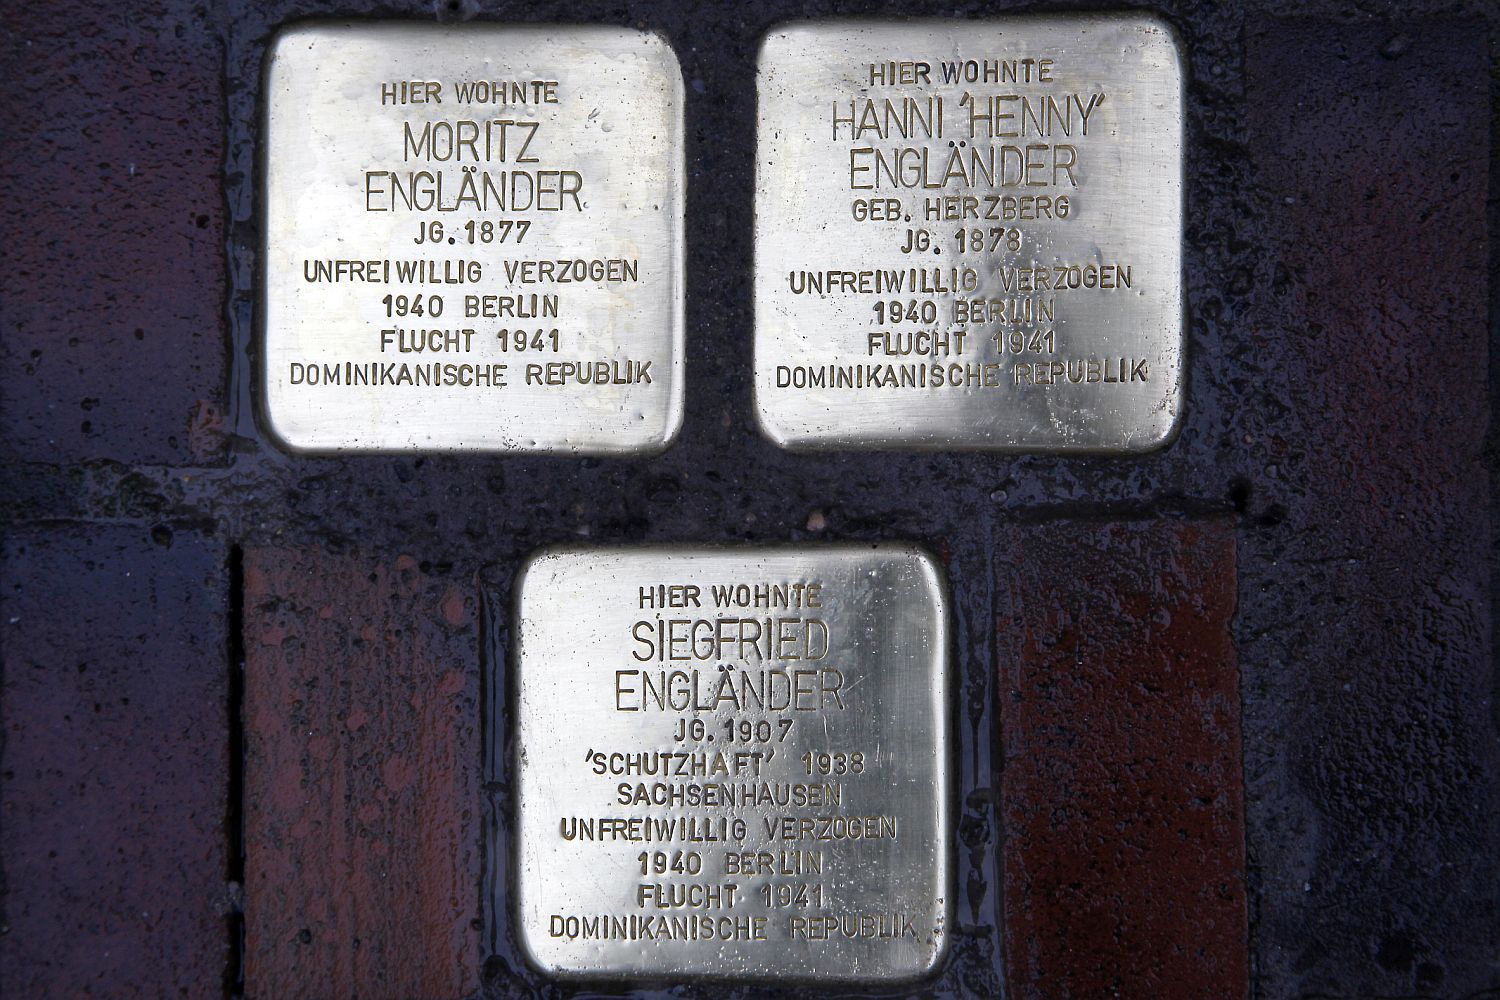 HIER WOHNTE
MORITZ
ENGLÄNDER
JG. 1877
UNFREIWILLIG VERZOGEN
1940 BERLIN
FLUCHT 1941
DOMINIKANISCHE REPUBLIK
HIER WOHNTE
HANNI 'HENNY'
ENGLÄNDER
GEB. HERZBERG
JG. 1878
UNFREIWILLIG VERZOGEN
1940 BERLIN
FLUCHT 1941
DOMINIKANISCHE REPUBLIK
HIER WOHNTE
SIEGFRIED
ENGLÄNDER
JG. 1907
'SCHUTZHAFT' 1938
SACHSENHAUSEN
UNFREIWILLIG VERZOGEN
1940 BERLIN
FLUCHT 1941
DOMINIKANISCHE REPUBLIK